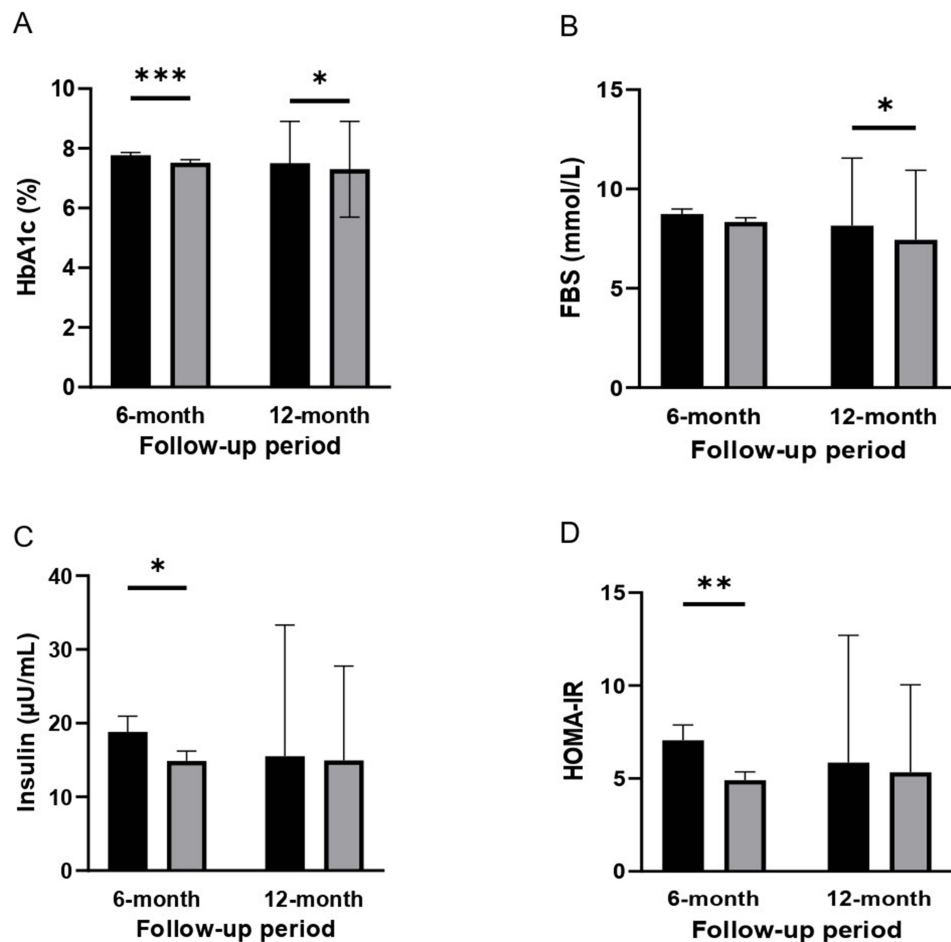 A
HbA1c (%)
10
8
6
4
2
0
***
*
6-month 12-month
Follow-up period
B
FBS (mmol/L)
15
10
5
0
*
6-month 12-month
Follow-up period
C
Insulin (µU/mL)
40
30
20
10
0
*
6-month 12-month
Follow-up period
D
HOMA-IR
15
10
5
0
**
6-month 12-month
Follow-up period